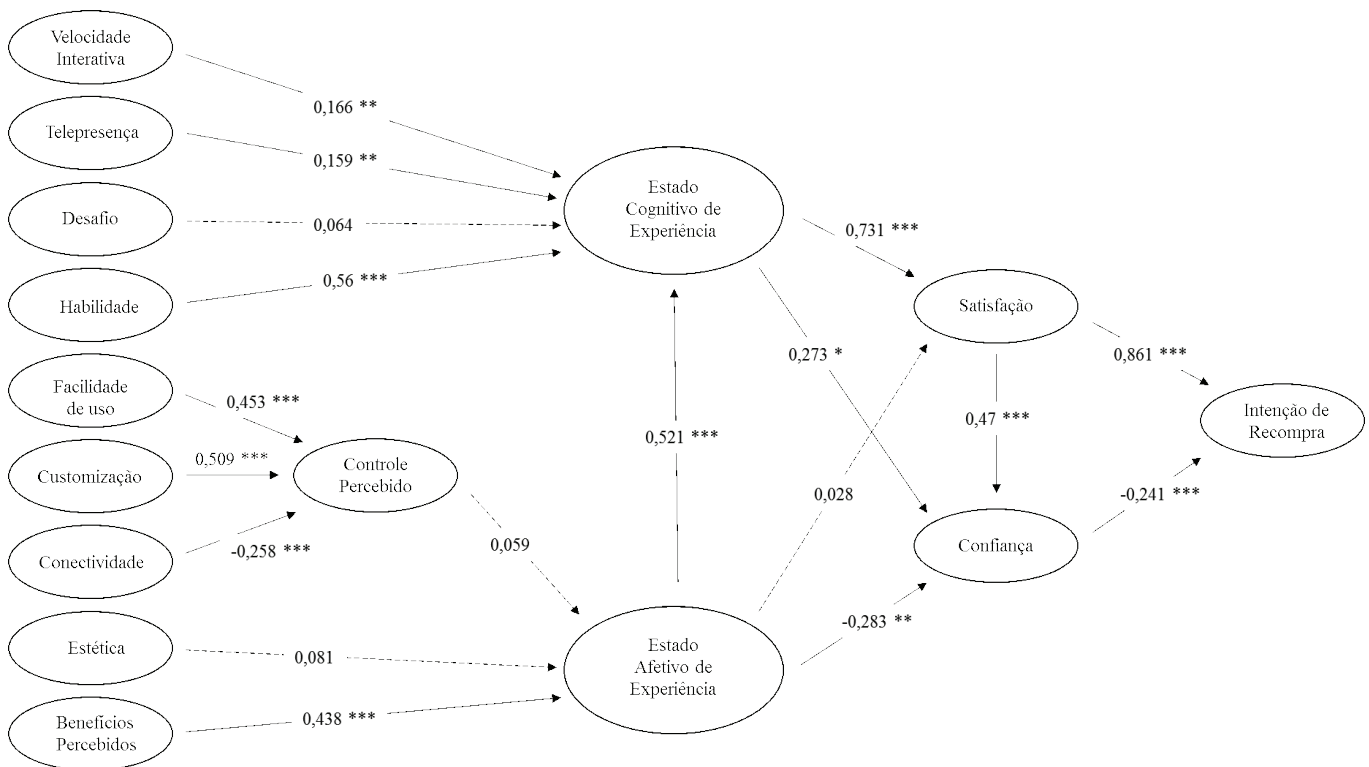 Velocidade
Interativa
0,166 **
Telepresença
0,159 **
Desafio
0,064
Habilidade
0,56 ***
Estado
Cognitivo de
Experiência
0,731 ***
Satisfação
0,273 *
0,861 ***
Facilidade
de uso
0,453 ***
0,47 ***
Intenção de
Recompra
0,521 ***
Customização
0,509 ***
Controle
Percebido
0,028
-0,241 ***
Conectividade
-0,258 ***
0,059
Confiança
-0,283 **
Estética
0,081
Estado
Afetivo de
Experiência
Benefícios
Percebidos
0,438 ***